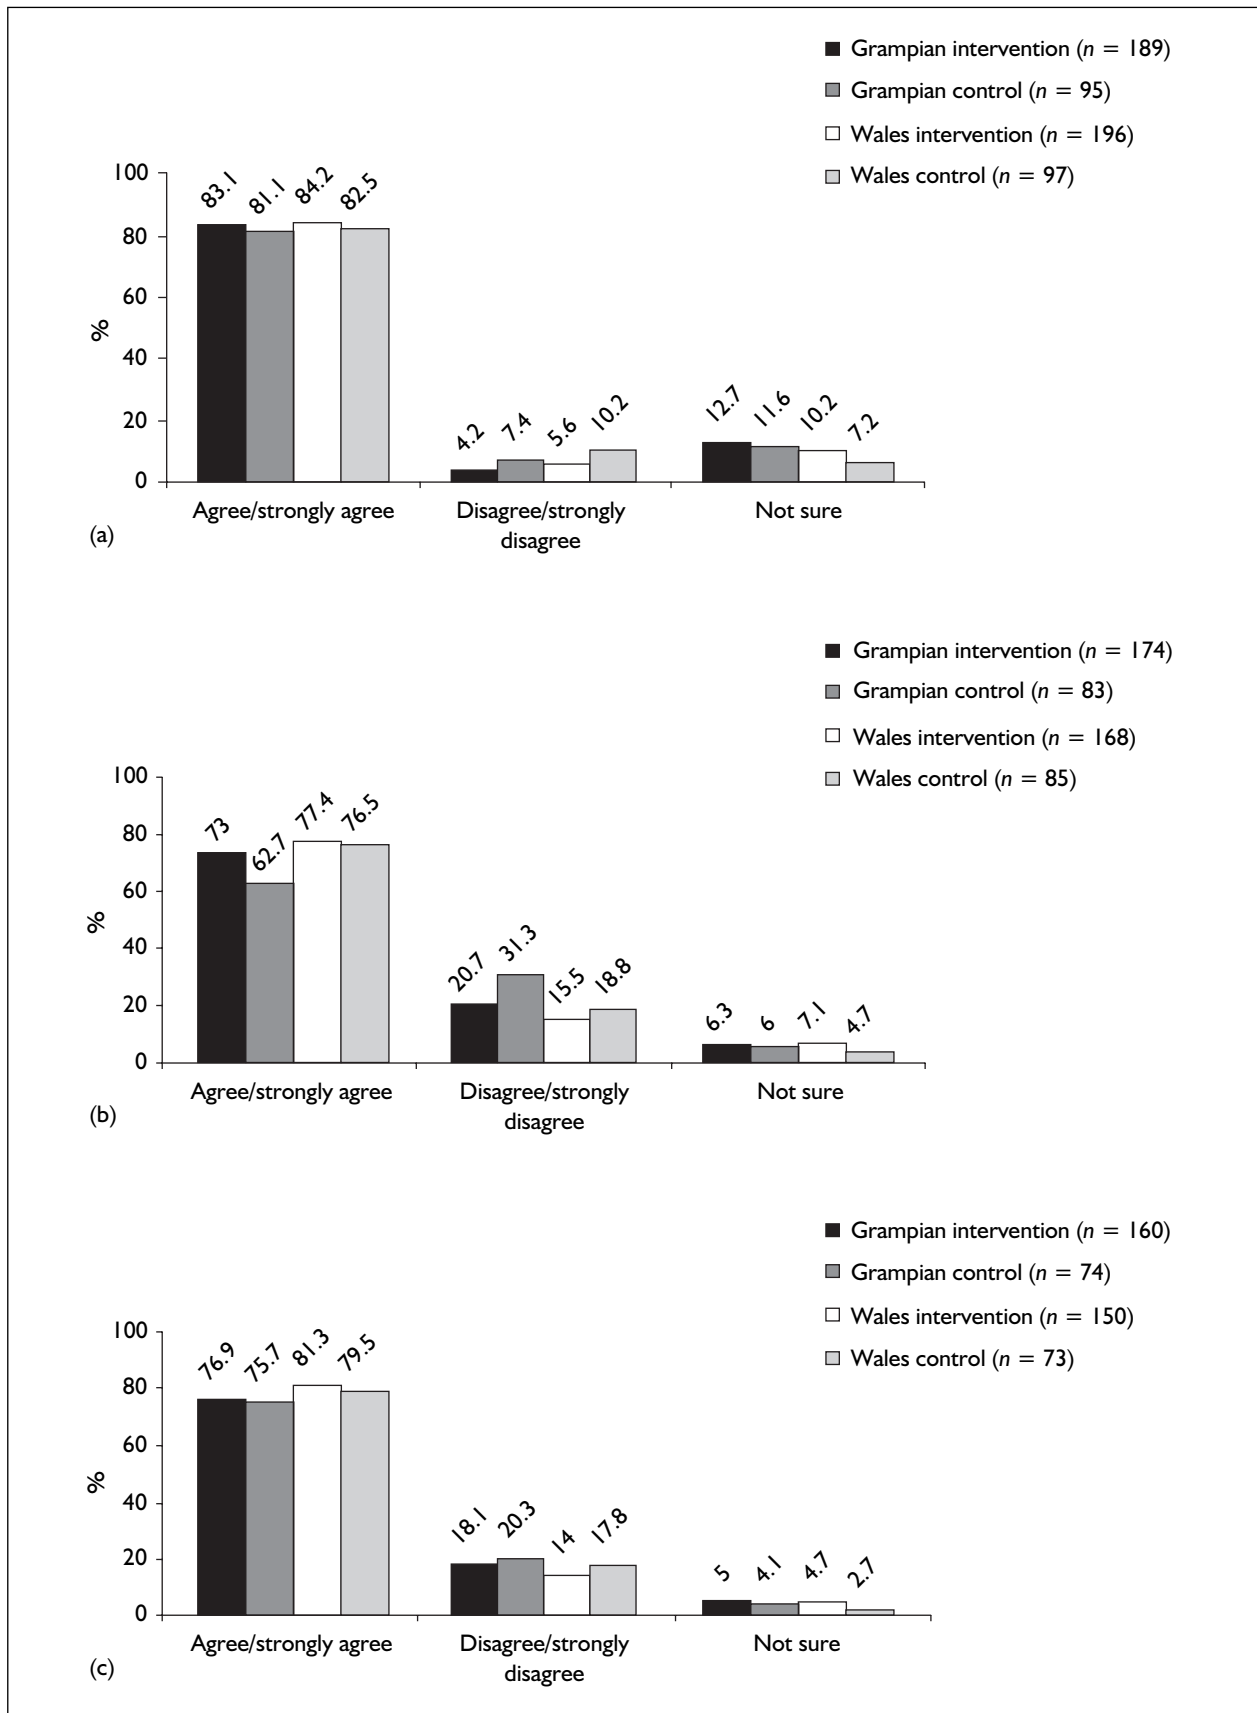 Grampian intervention (n = 189)
Grampian control (n = 95)
Wales intervention (n = 196)
Wales control (n = 97)
100
80
60
40
20
0
%
83.1
81.1
84.2
82.5
4.2
7.4
5.6
10.2
12.7
11.6
10.2
7.2
Agree/strongly agree
Disagree/strongly
disagree
Not sure
(a)
Grampian intervention (n = 174)
Grampian control (n = 83)
Wales intervention (n = 168)
Wales control (n = 85)
100
80
60
40
20
0
%
73
62.7
77.4
76.5
20.7
31.3
15.5
18.8
6.3
6
7.1
4.7
Agree/strongly agree
Disagree/strongly
disagree
Not sure
(b)
Grampian intervention (n = 160)
Grampian control (n = 74)
Wales intervention (n = 150)
Wales control (n = 73)
100
80
60
40
20
0
%
76.9
75.7
81.3
79.5
18.1
20.3
14
17.8
5
4.1
4.7
2.7
Agree/strongly agree
Disagree/strongly
disagree
Not sure
(c)